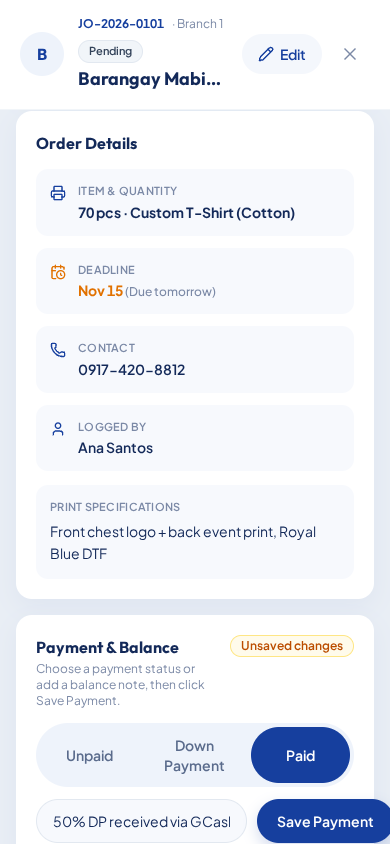 JO-2026-0101 · Branch 1
B
Pending
Barangay Mabi...
Edit
Order Details
ITEM & QUANTITY
70 pcs · Custom T-Shirt (Cotton)
DEADLINE
Nov 15 (Due tomorrow)
CONTACT
0917-420-8812
LOGGED BY
Ana Santos
PRINT SPECIFICATIONS
Front chest logo + back event print, Royal
Blue DTF
Payment & Balance
Unsaved changes
Choose a payment status or
add a balance note, then click
Save Payment.
Unpaid
Down
Payment
Paid
50% DP received via GCasl
Save Payment